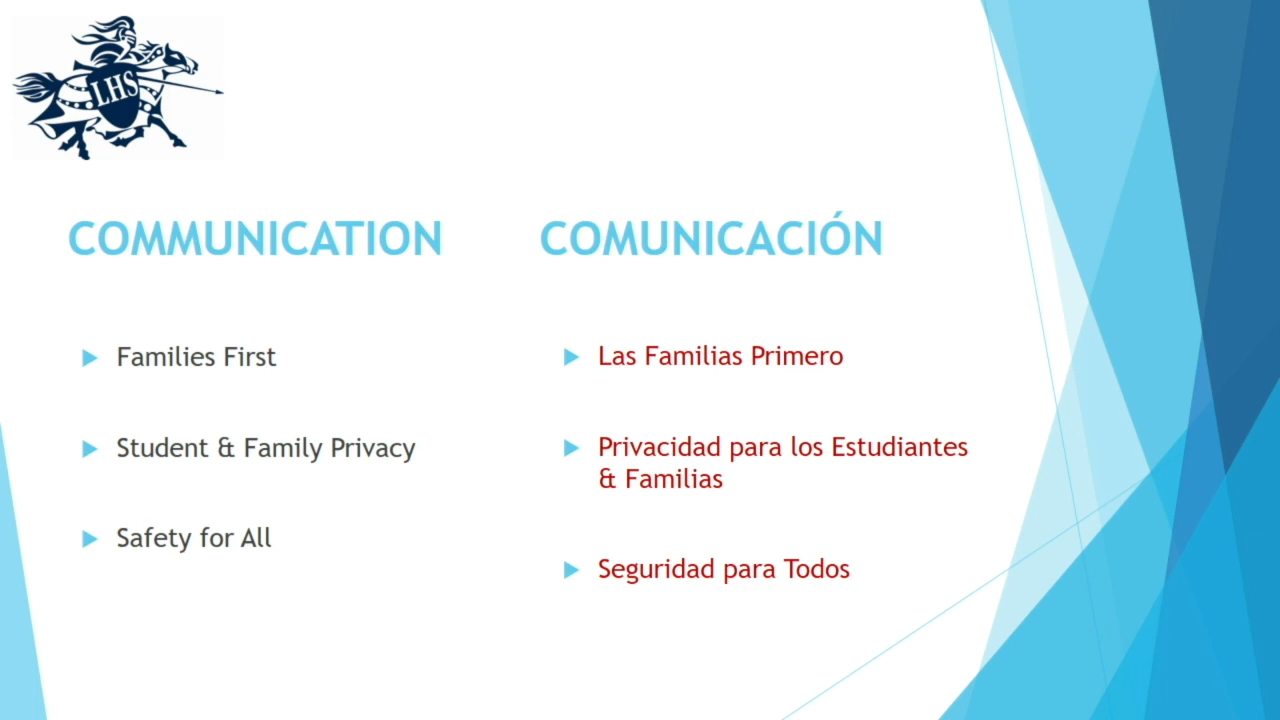 LHS
COMMUNICATION
Families First
Student & Family Privacy
Safety for All
COMUNICACIÓN
Las Familias Primero
Privacidad para los Estudiantes
& Familias
Seguridad para Todos